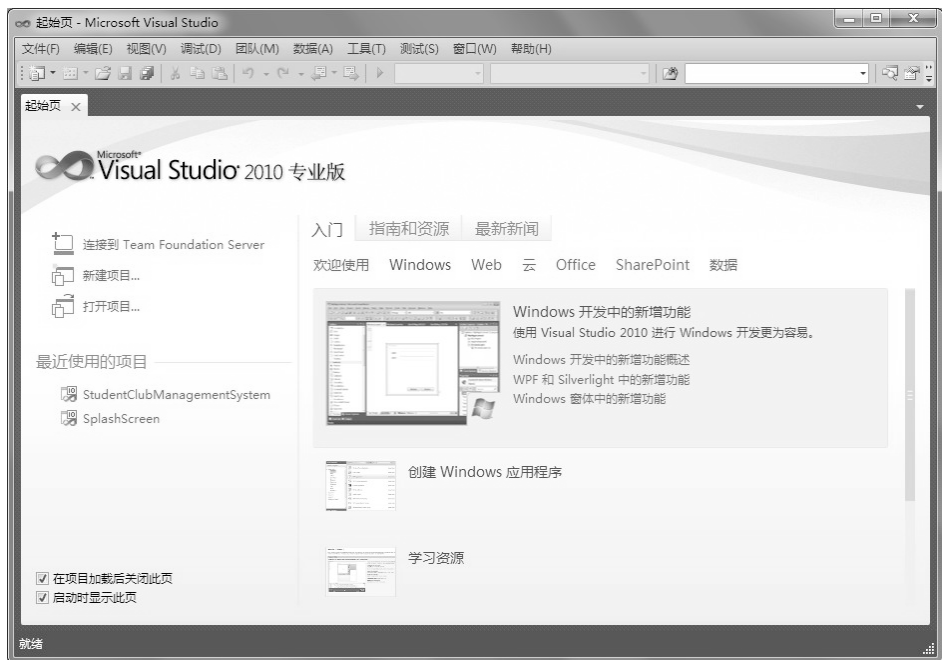 起始页 - Microsoft Visual Studio
文件(F) 编辑(E) 视图(V) 调试(D) 团队(M) 数据(A) 工具(T) 测试(S) 窗口(W) 帮助(H)
起始页
Microsoft
Visual Studio 2010 专业版
连接到 Team Foundation Server
新建项目...
打开项目...
最近使用的项目
StudentClubManagementSystem
SplashScreen
在项目加载后关闭此页
启动时显示此页
入门 指南和资源 最新新闻
欢迎使用 Windows Web 云 Office SharePoint 数据
Windows 开发中的新增功能
使用 Visual Studio 2010 进行 Windows 开发更为容易。
Windows 开发中的新增功能概述
WPF 和 Silverlight 中的新增功能
Windows 窗体中的新增功能
创建 Windows 应用程序
学习资源
就绪